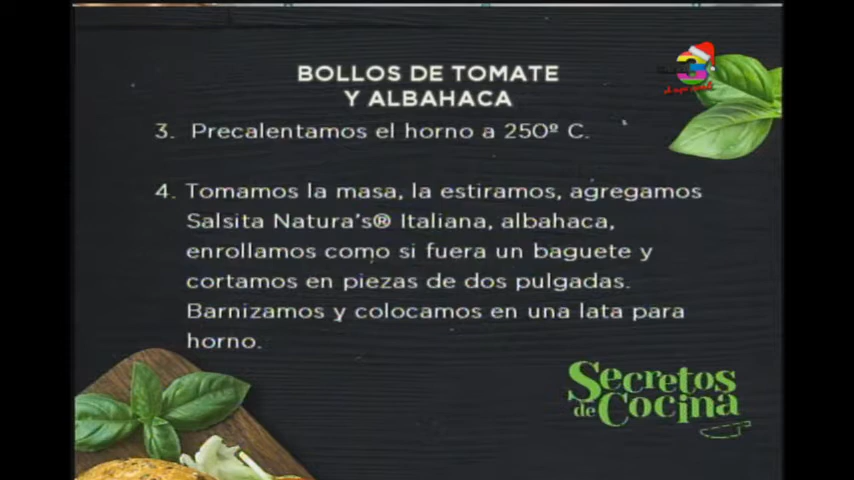 BOLLOS DE TOMATE
Y ALBAHACA
3. Precalentamos el horno a 250º C.
4. Tomamos la masa, la estiramos, agregamos
Salsita Natura's® Italiana, albahaca,
enrollamos como si fuera un baguete y
cortamos en piezas de dos pulgadas.
Barnizamos y colocamos en una lata para
horno.
Secretos
de Cocina